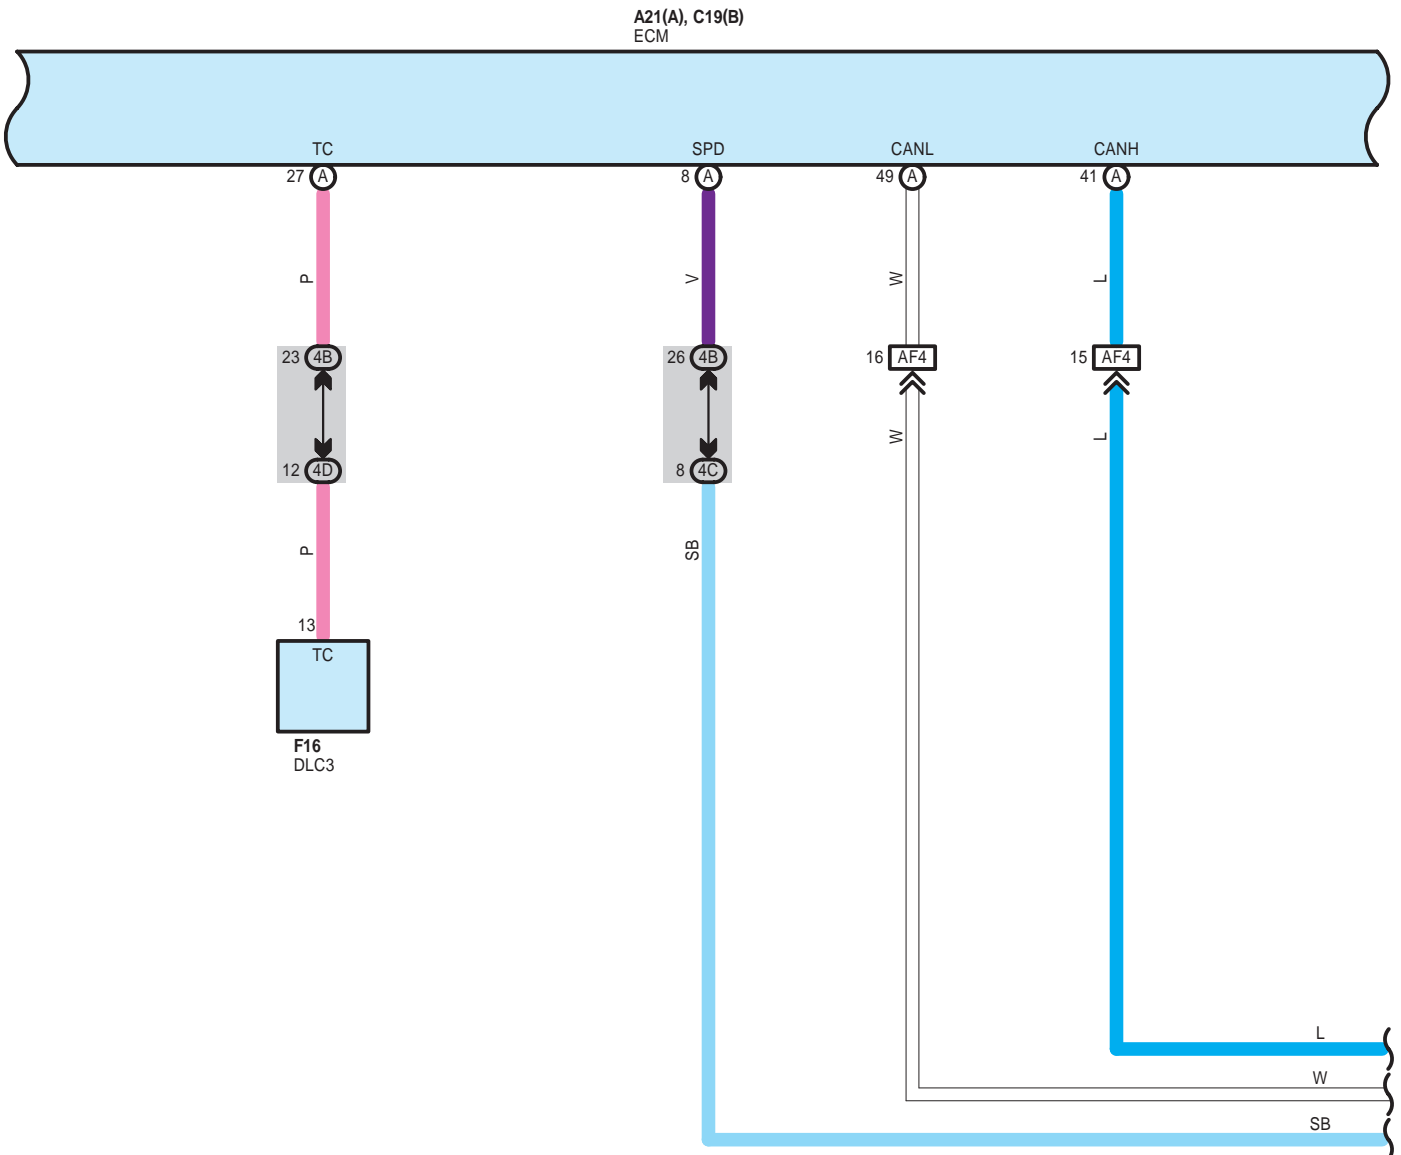 A21(A), C19(B)
ECM
TC
SPD
CANL
CANH
27 A
8 A
49 A
41 A
P
V
W
L
23 4B
26 4B
16 AF4
15 AF4
W
L
12 4D
8 4C
P
SB
13
TC
F16
DLC3
L
W
SB